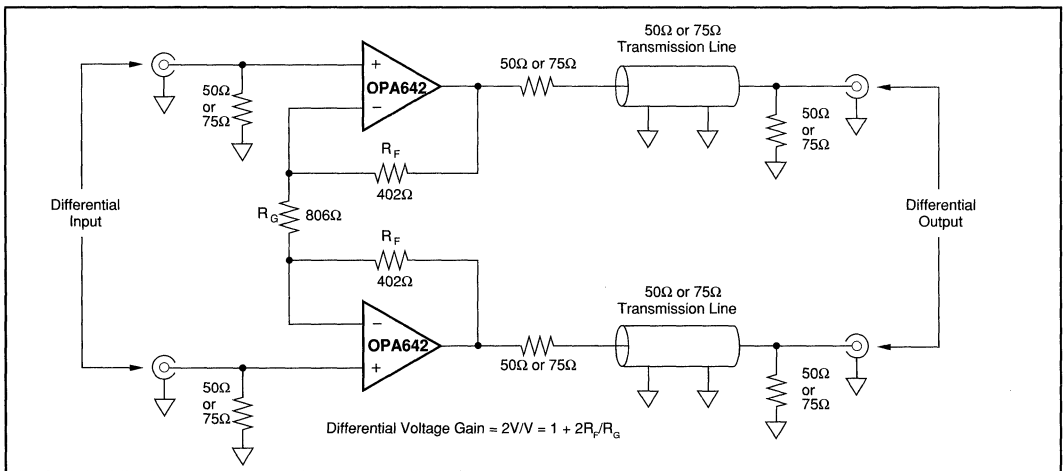 50Ω or 75Ω
Transmission Line
50Ω or 75Ω
+
OPA642
−
50Ω
or
75Ω
50Ω
or
75Ω
R_F
402Ω
Differential
Input
R_G 806Ω
Differential
Output
R_F
402Ω
50Ω or 75Ω
Transmission Line
−
OPA642
+
50Ω or 75Ω
50Ω
or
75Ω
50Ω
or
75Ω
Differential Voltage Gain = 2V/V = 1 + 2R_F/R_G